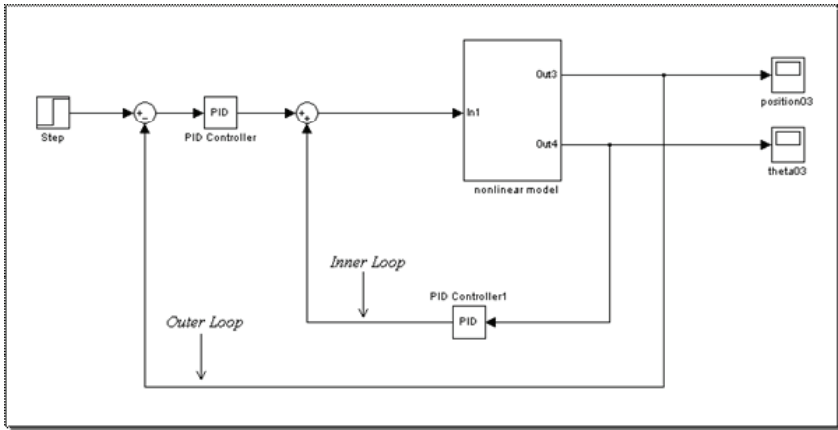 Out3
position03
+
−
PID
+
+
In1
Step
PID Controller
Out4
theta03
nonlinear model
Inner Loop
PID Controller1
PID
Outer Loop